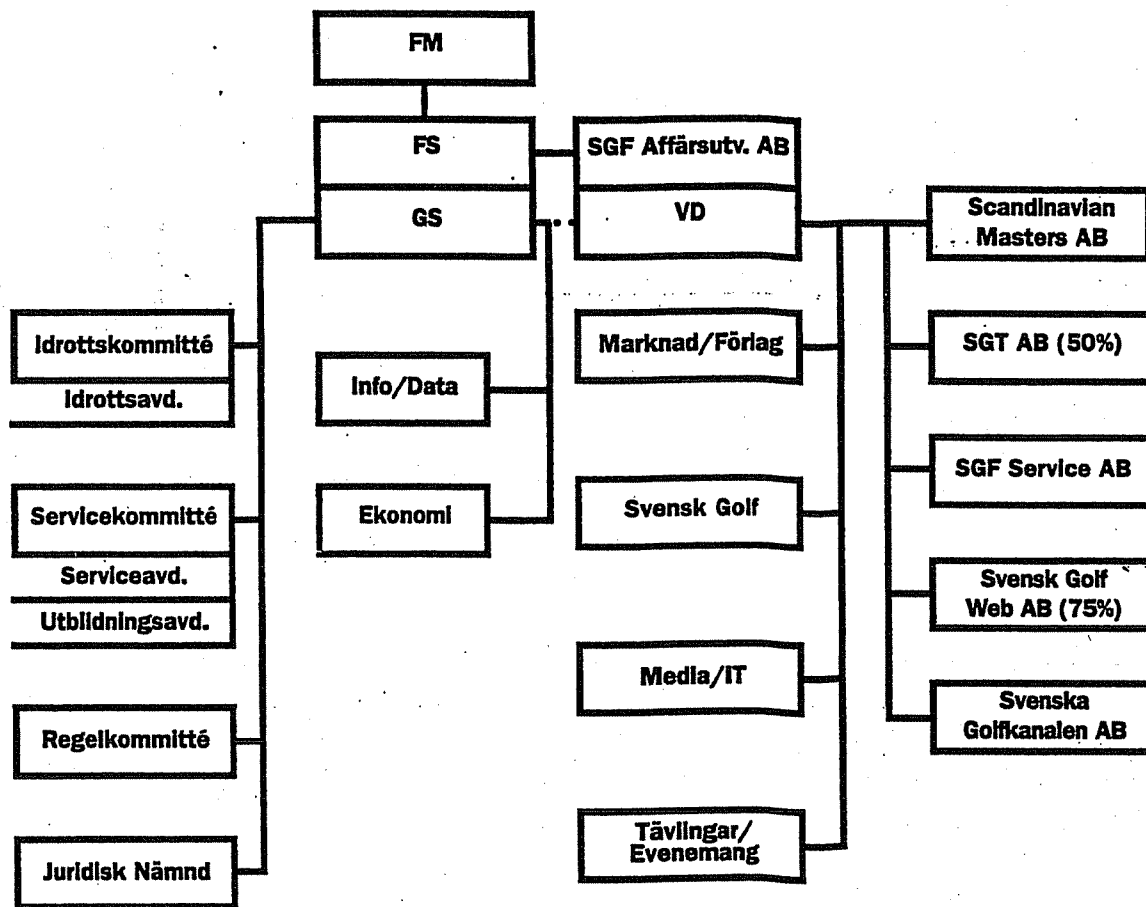 FM
FS
SGF Affärsutv. AB
GS
VD
Scandinavian
Masters AB
Idrottskommitté
Idrottsavd.
Info/Data
Marknad/Förlag
SGT AB (50%)
SGF Service AB
Servicekommitté
Serviceavd.
Utbildningsavd.
Ekonomi
Svensk Golf
Svensk Golf
Web AB (75%)
Media/IT
Svenska
Golfkanalen AB
Regelkommitté
Juridisk Nämnd
Tävlingar/
Evenemang